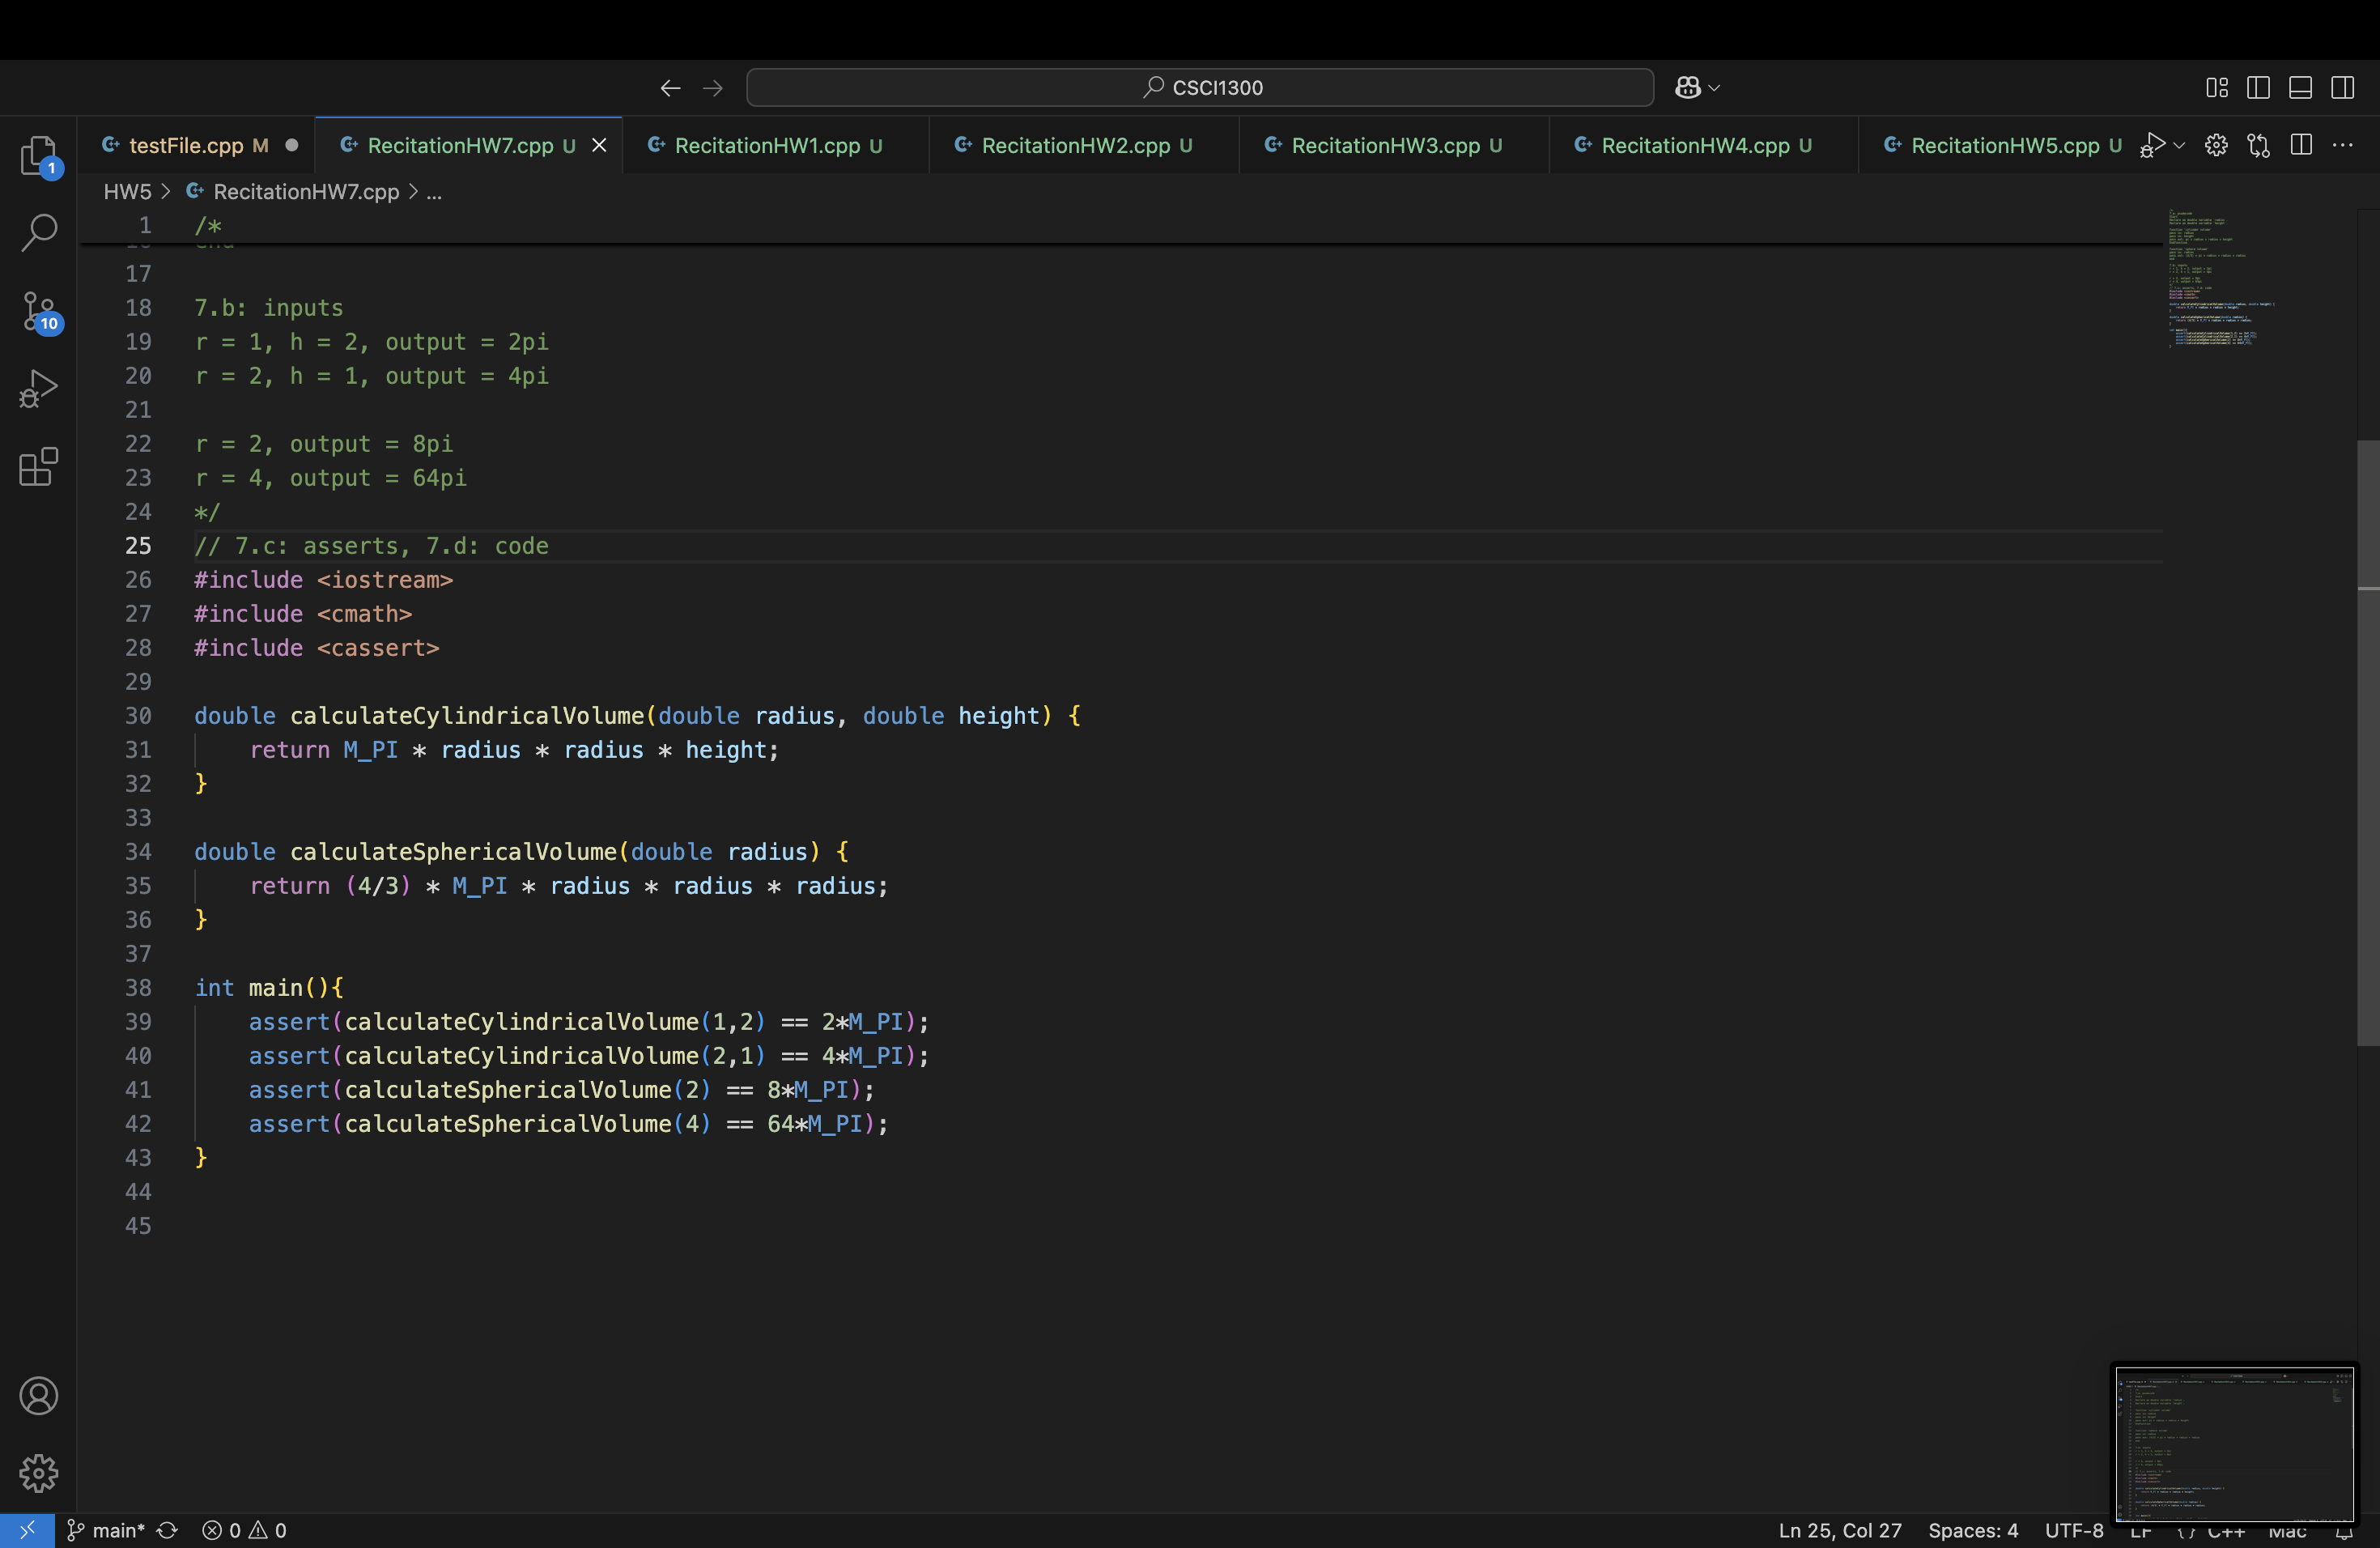 CSCI1300
testFile.cpp M
RecitationHW7.cpp U
RecitationHW1.cpp U
RecitationHW2.cpp U
RecitationHW3.cpp U
RecitationHW4.cpp U
RecitationHW5.cpp U
1
10
HW5 > RecitationHW7.cpp > ...
1 /*
16 end
17
18 7.b: inputs
19 r = 1, h = 2, output = 2pi
20 r = 2, h = 1, output = 4pi
21
22 r = 2, output = 8pi
23 r = 4, output = 64pi
24 */
25 // 7.c: asserts, 7.d: code
26 #include <iostream>
27 #include <cmath>
28 #include <cassert>
29
30 double calculateCylindricalVolume(double radius, double height) {
31     return M_PI * radius * radius * height;
32 }
33
34 double calculateSphericalVolume(double radius) {
35     return (4/3) * M_PI * radius * radius * radius;
36 }
37
38 int main(){
39     assert(calculateCylindricalVolume(1,2) == 2*M_PI);
40     assert(calculateCylindricalVolume(2,1) == 4*M_PI);
41     assert(calculateSphericalVolume(2) == 8*M_PI);
42     assert(calculateSphericalVolume(4) == 64*M_PI);
43 }
44
45
main* 0 0 Ln 25, Col 27 Spaces: 4 UTF-8 LF {} C++ Mac